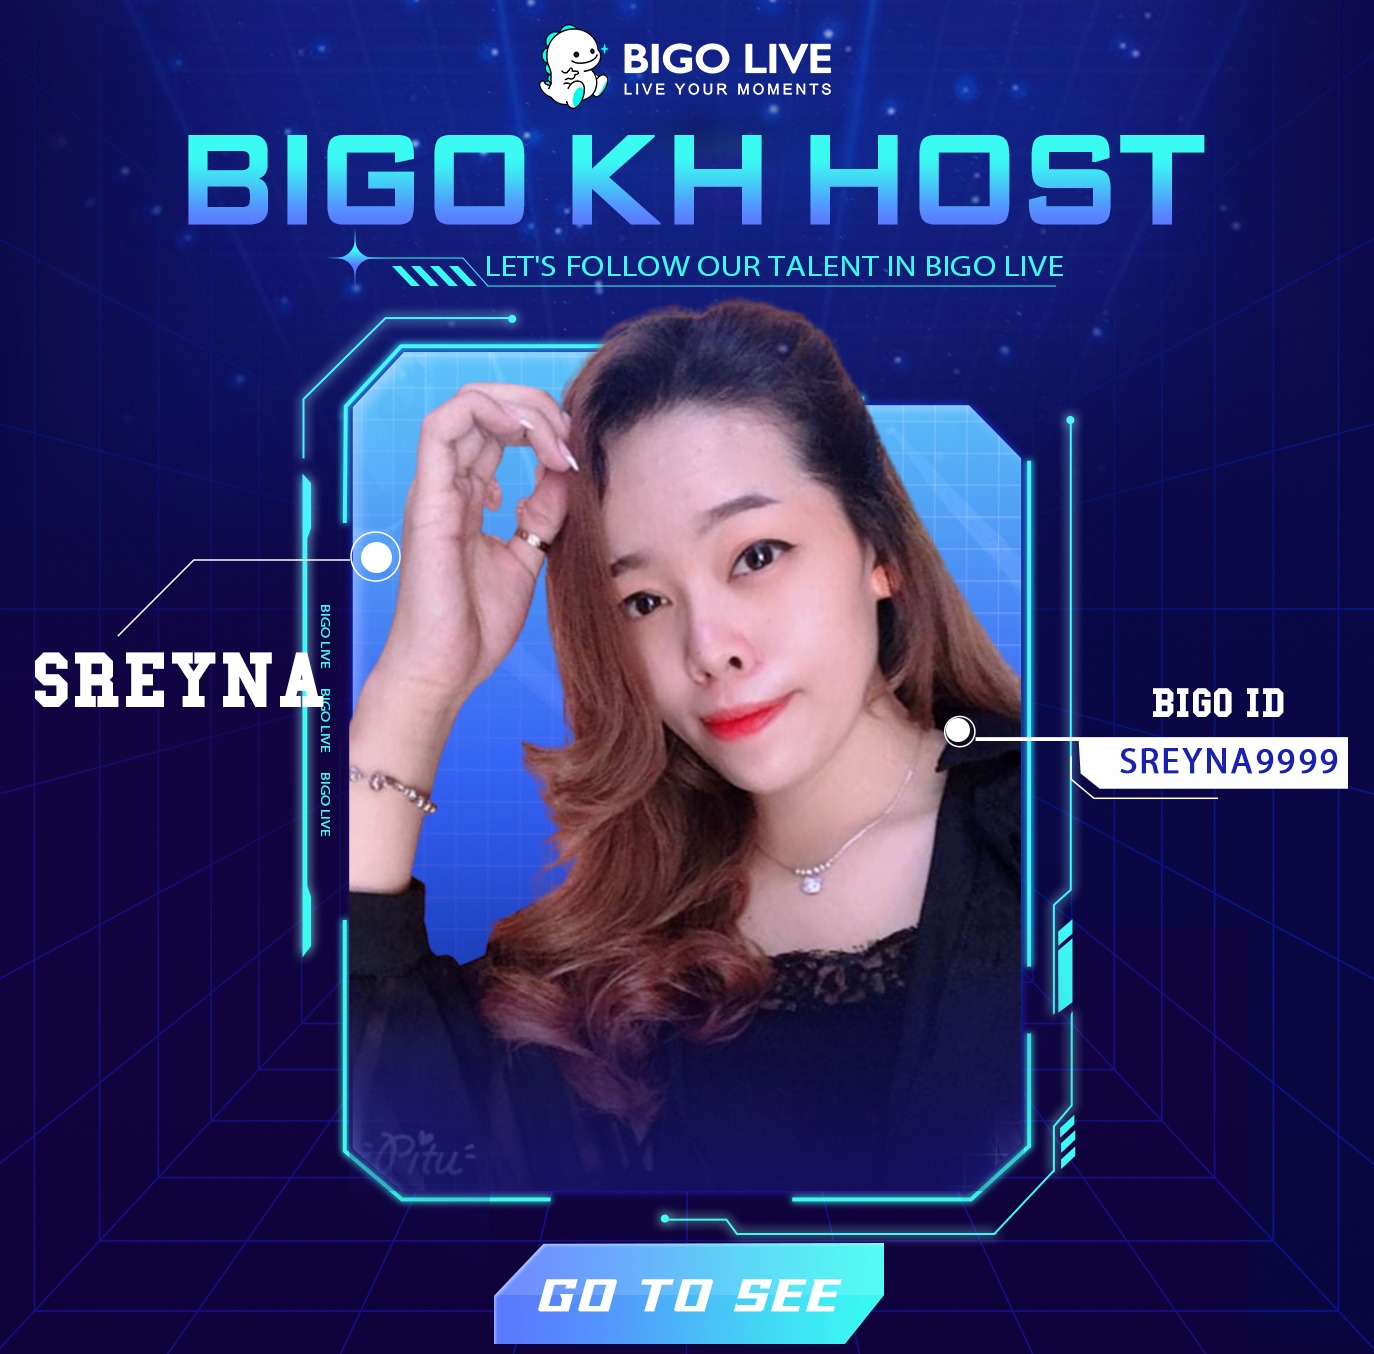 BIGO LIVE
LIVE YOUR MOMENTS
BIGO KH HOST
LET'S FOLLOW OUR TALENT IN BIGO LIVE
SREYNA
BIGO LIVE BIGO LIVE BIGO LIVE
BIGO ID
SREYNA9999
Pitu
GO TO SEE